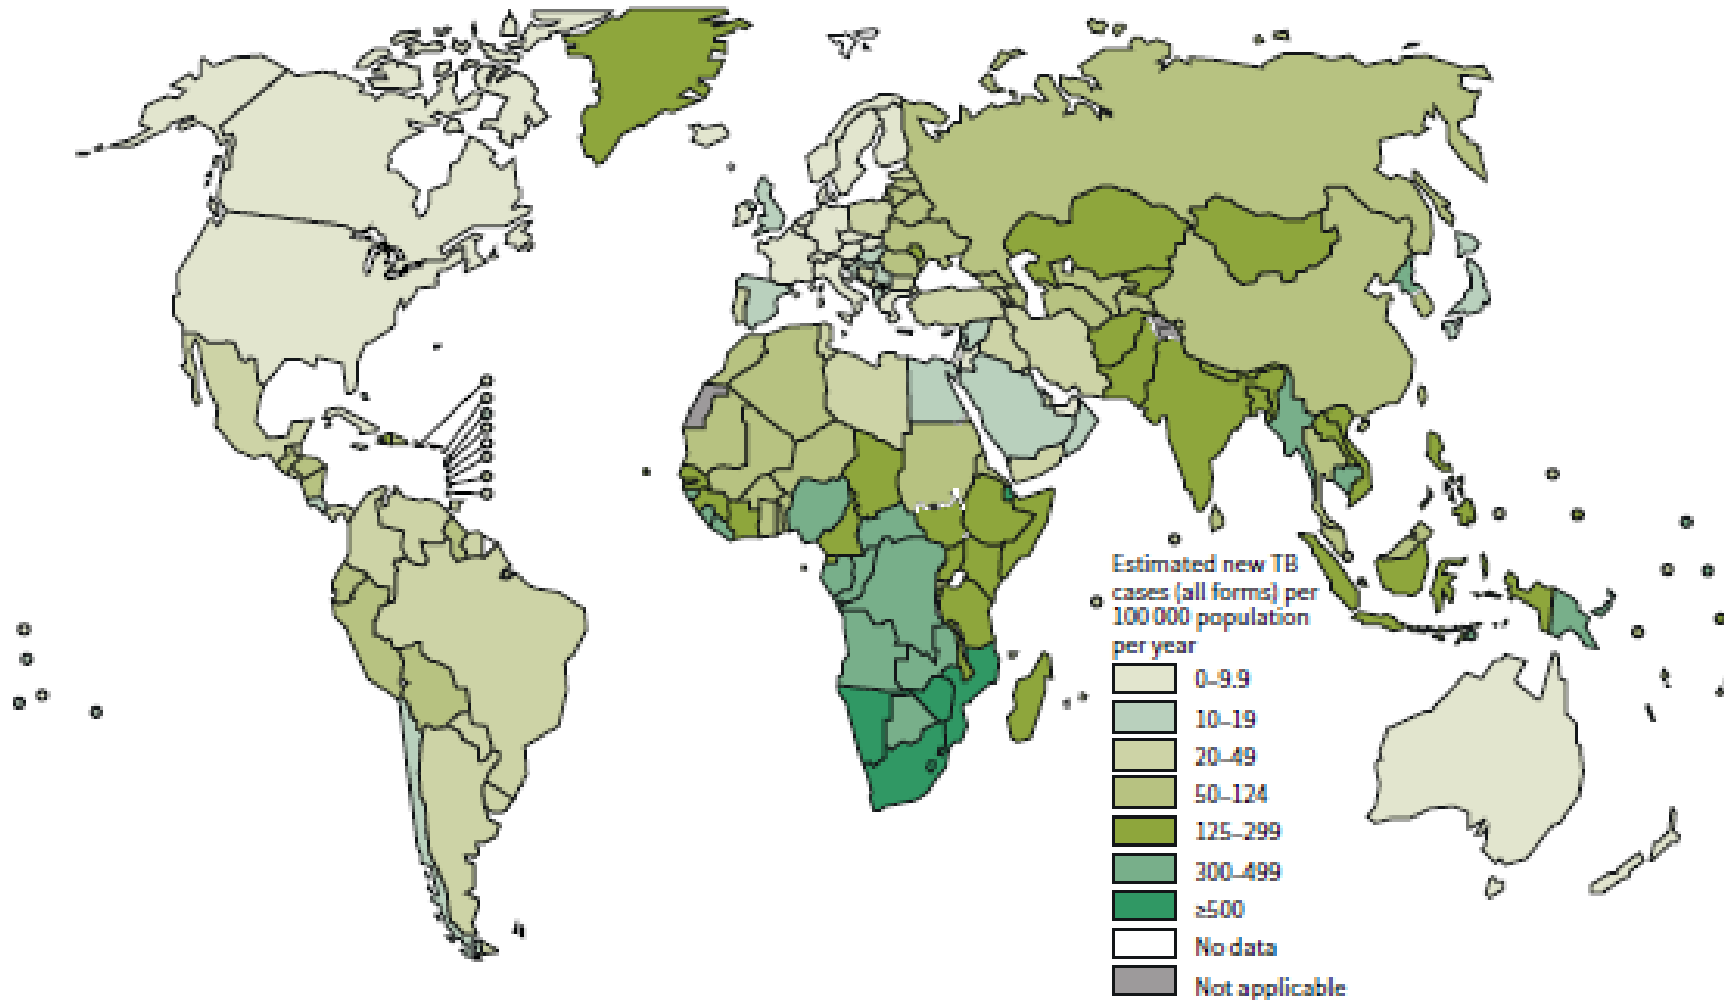 Estimated new TB
cases (all forms) per
100 000 population
per year
0–9.9
10–19
20–49
50–124
125–299
300–499
≥500
No data
Not applicable